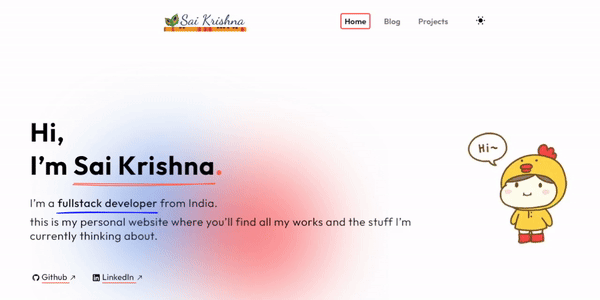 Sai Krishna
Home Blog Projects
Hi,
I'm Sai Krishna.
Hi~
I'm a fullstack developer from India.
this is my personal website where you'll find all my works and the stuff I'm
currently thinking about.
Github ↗ LinkedIn ↗